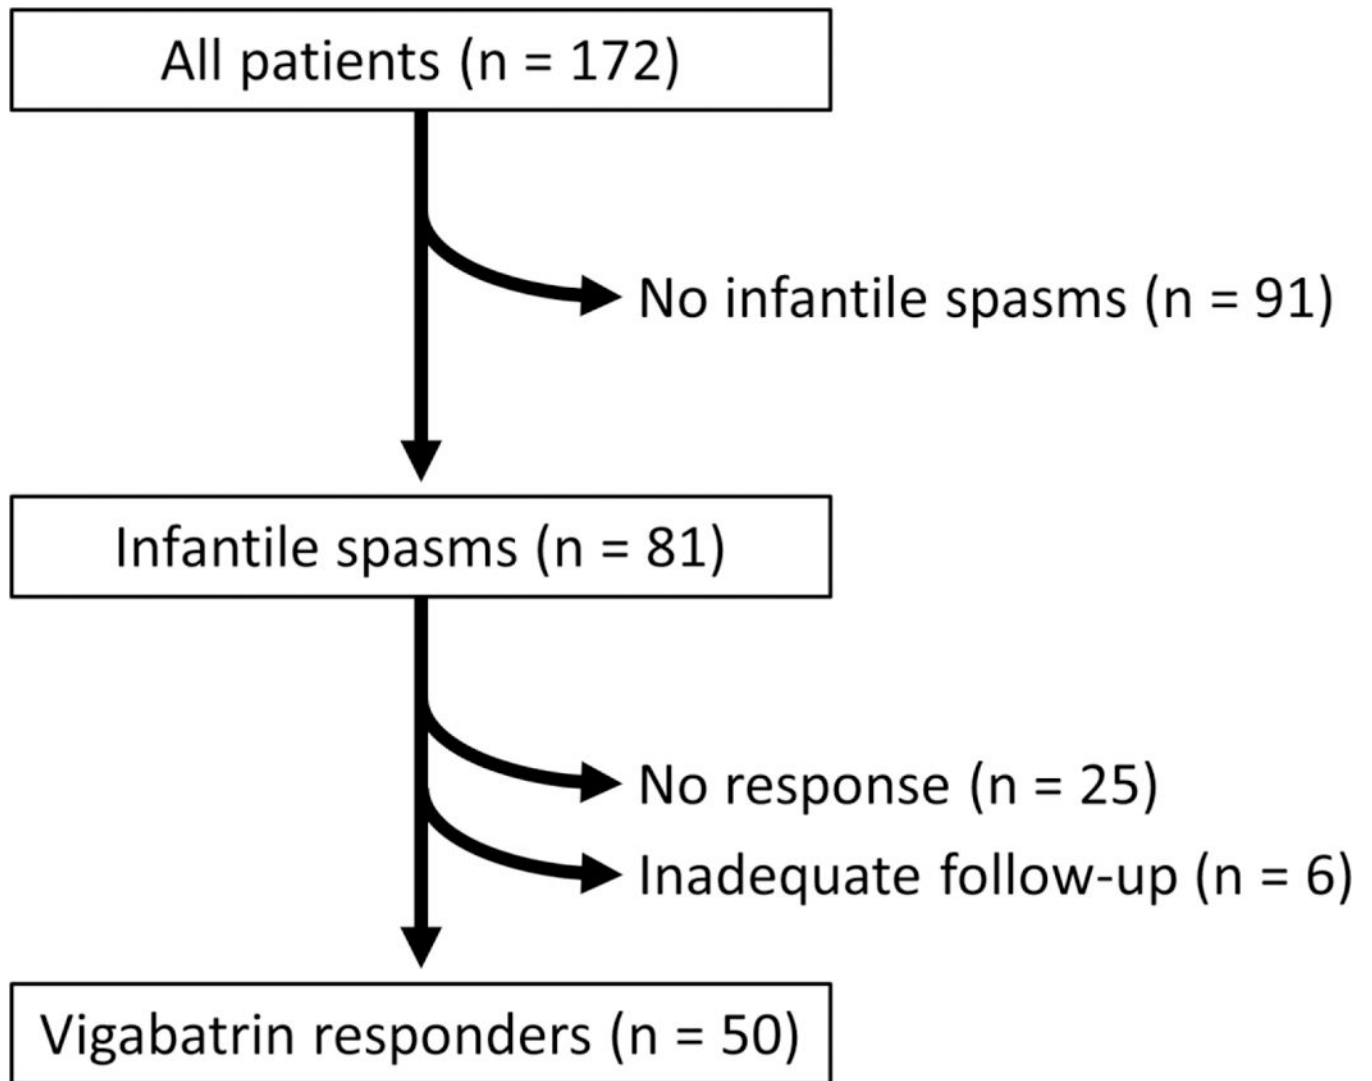 All patients (n = 172)
No infantile spasms (n = 91)
Infantile spasms (n = 81)
No response (n = 25)
Inadequate follow-up (n = 6)
Vigabatrin responders (n = 50)